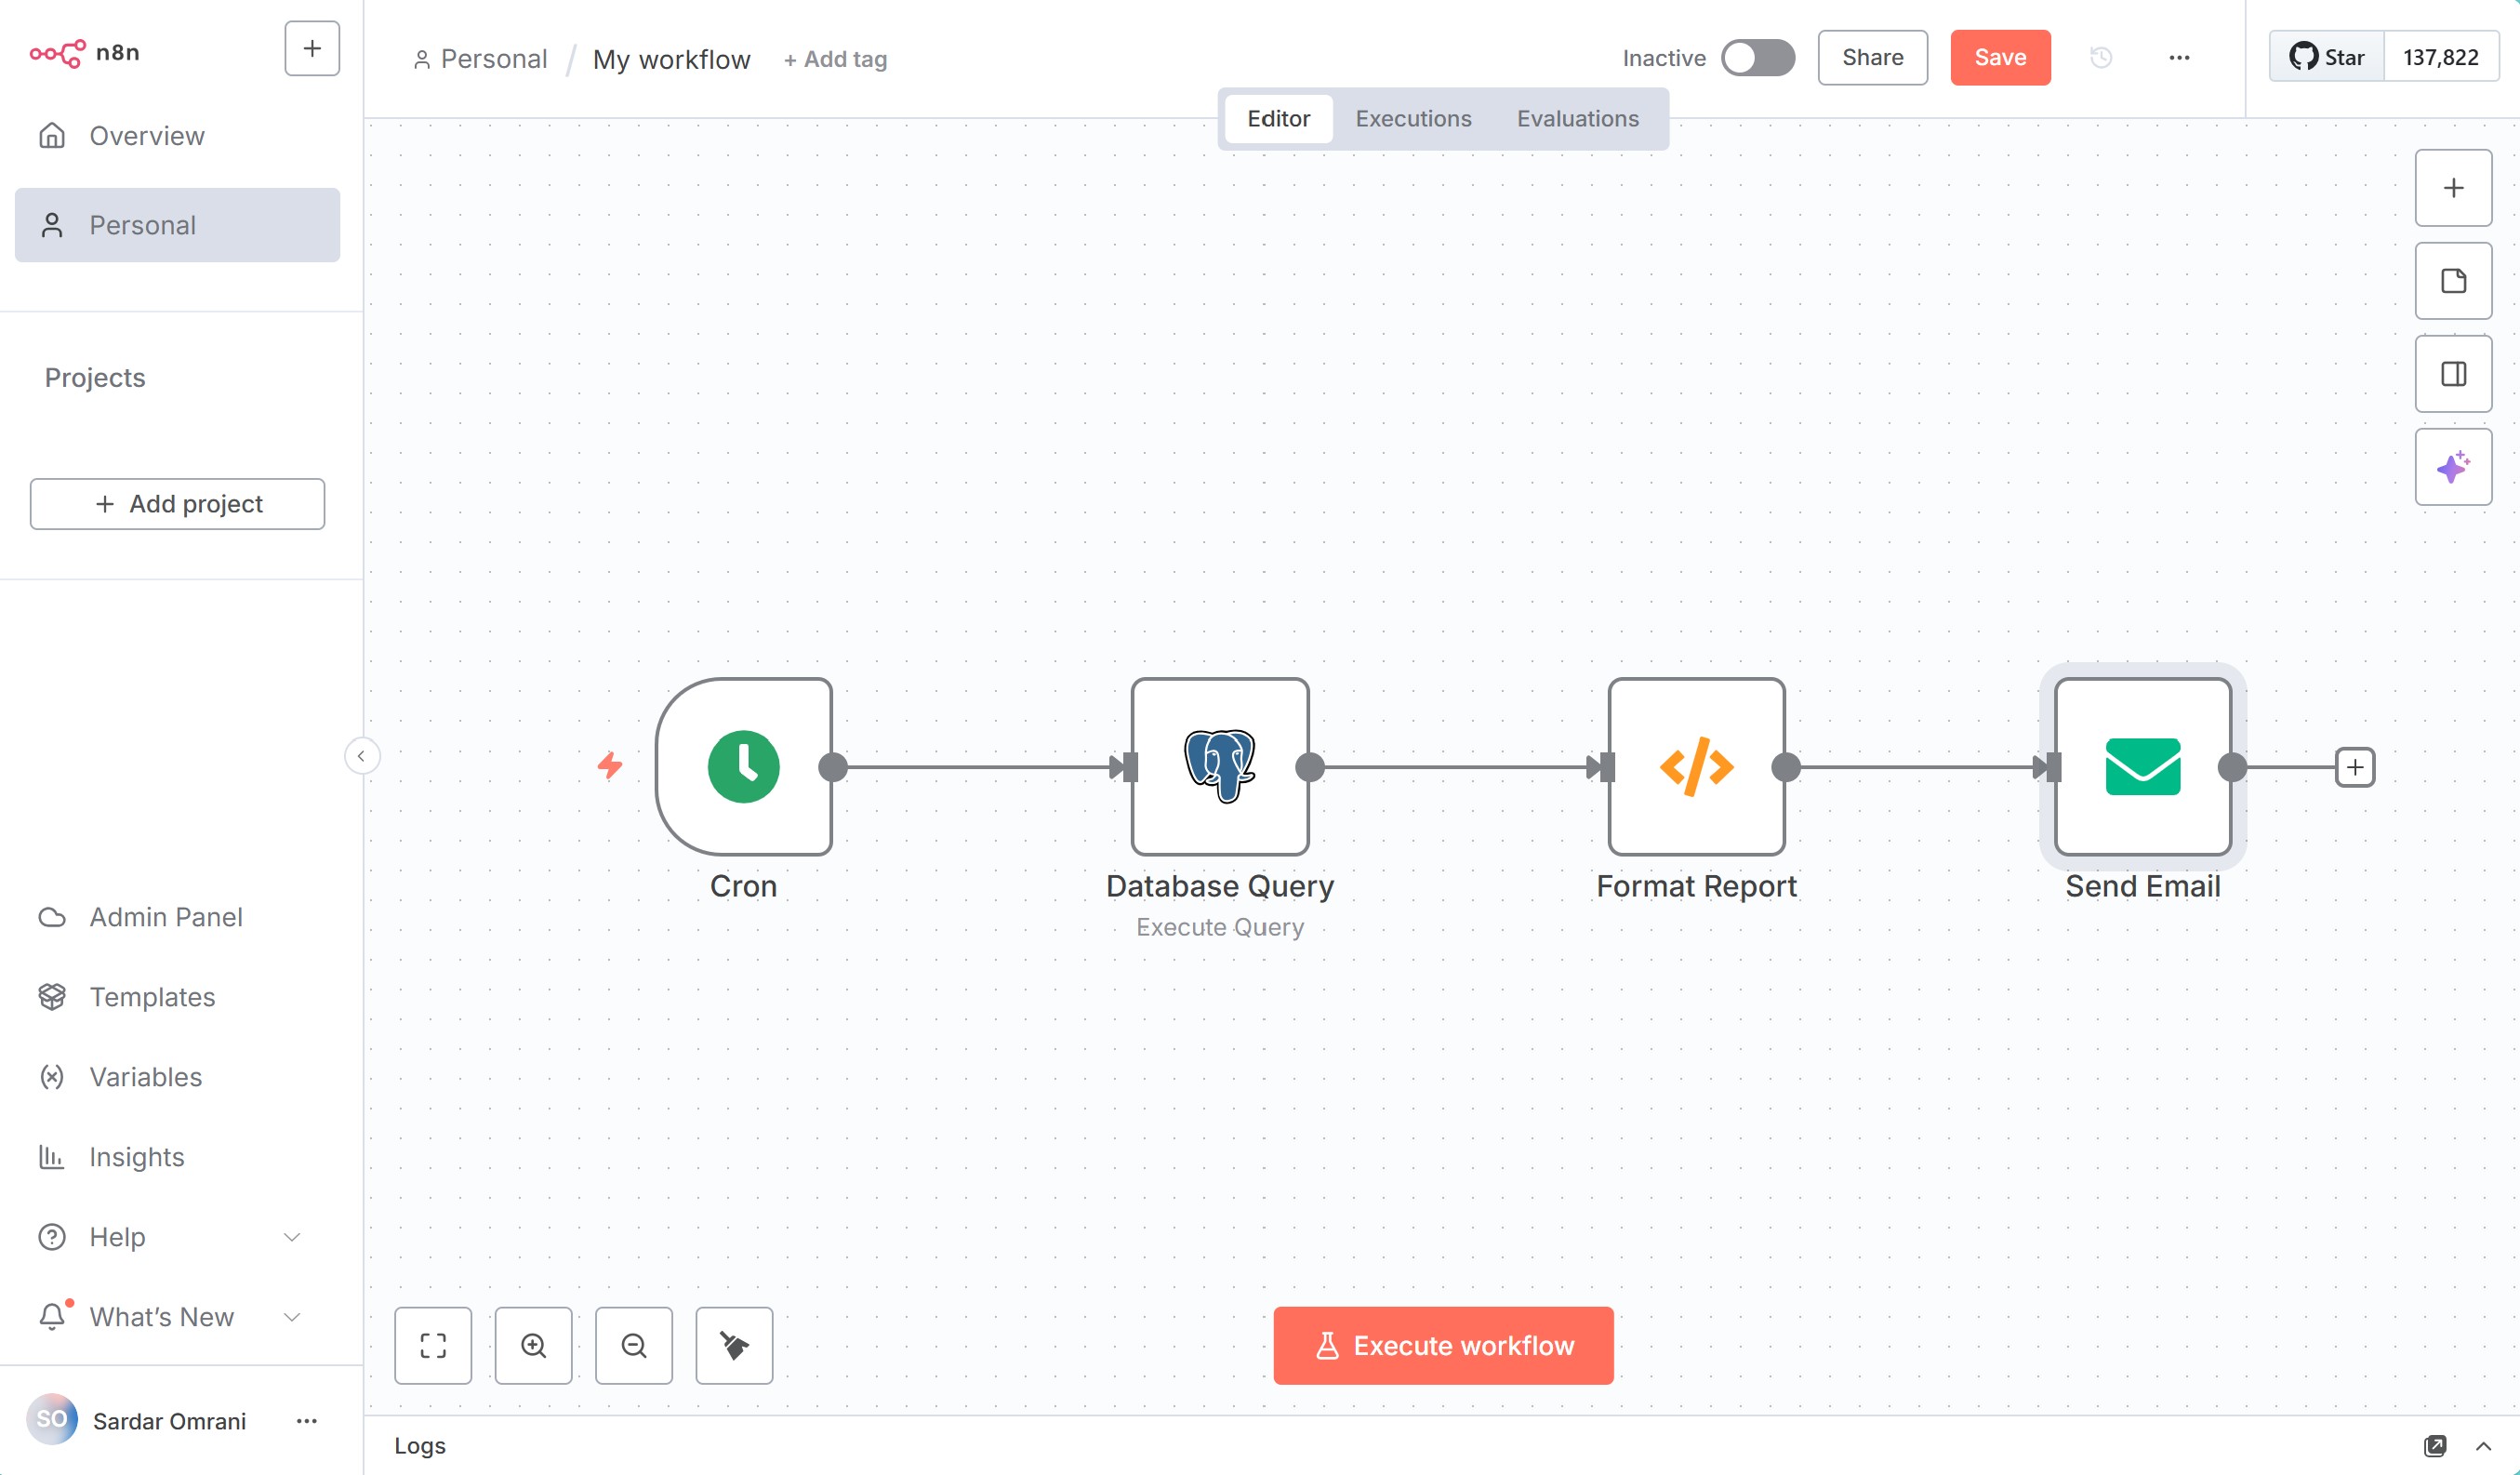 n8n
Overview
Personal
Projects
+ Add project
Admin Panel
Templates
Variables
Insights
Help
What's New
SO Sardar Omrani
Personal / My workflow + Add tag
Inactive Share Save Star 137,822
Editor Executions Evaluations
Cron
Database Query
Execute Query
Format Report
Send Email
Execute workflow
Logs